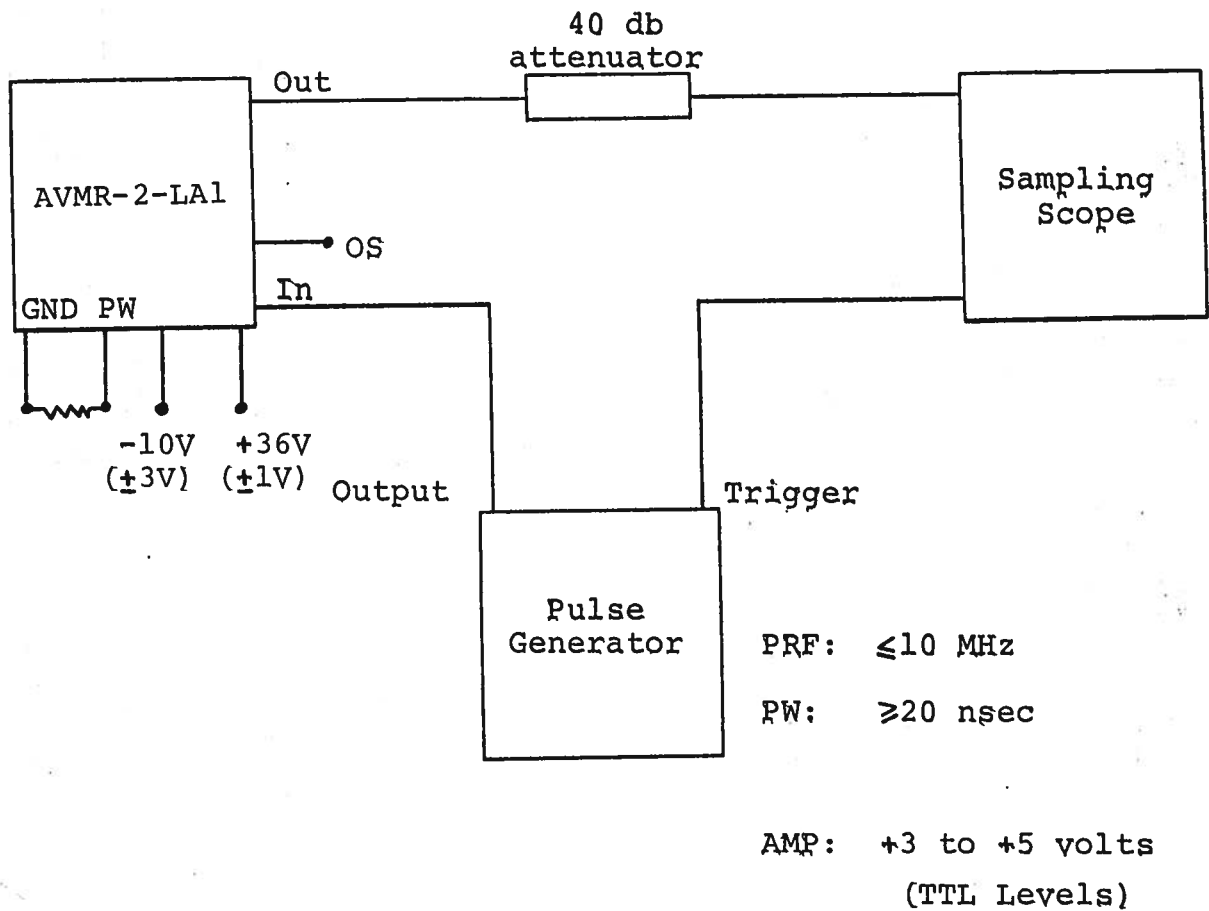 40 db
attenuator
Out
AVMR-2-LA1
Sampling
Scope
OS
In
GND PW
-10V +36V
(±3V) (±1V)
Output
Trigger
Pulse
Generator
PRF: ≤10 MHz
PW: ≥20 nsec
AMP: +3 to +5 volts
(TTL Levels)